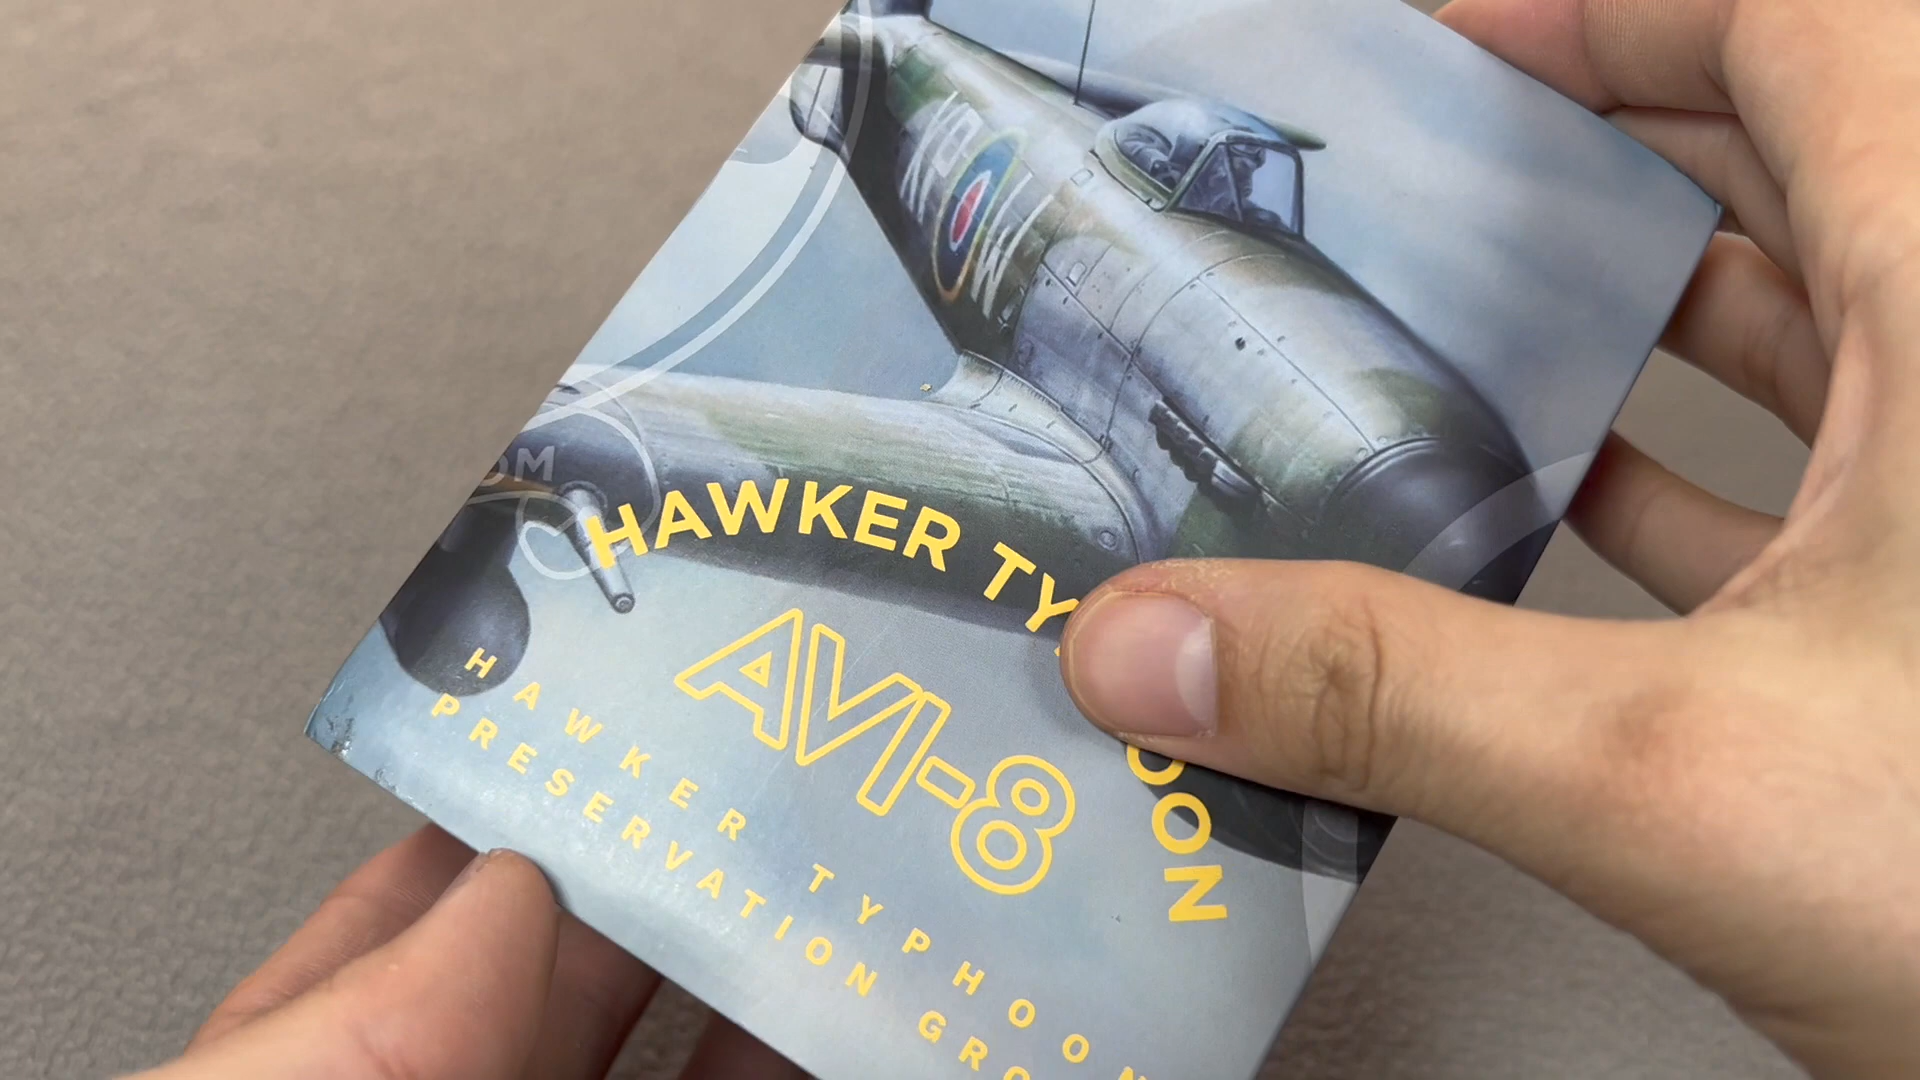 HAWKER TY OON
AVI-8
HAWKER TYPHOON
PRESERVATION GRO